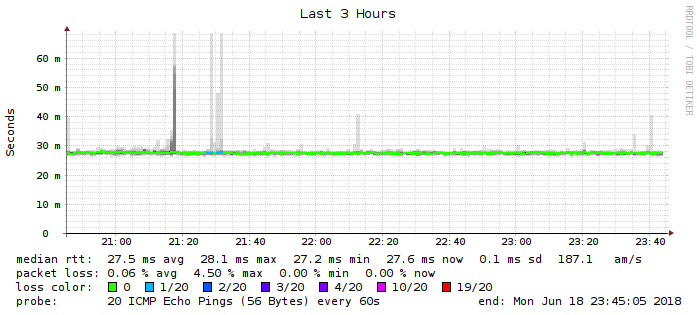 Last 3 Hours
RRDTOOL / TOBI OETIKER
Seconds
60 m
50 m
40 m
30 m
20 m
10 m
0
21:00 21:20 21:40 22:00 22:20 22:40 23:00 23:20 23:40
median rtt: 27.5 ms avg 28.1 ms max 27.2 ms min 27.6 ms now 0.1 ms sd 187.1 am/s
packet loss: 0.06 % avg 4.50 % max 0.00 % min 0.00 % now
loss color: 0 1/20 2/20 3/20 4/20 10/20 19/20
probe: 20 ICMP Echo Pings (56 Bytes) every 60s end: Mon Jun 18 23:45:05 2018